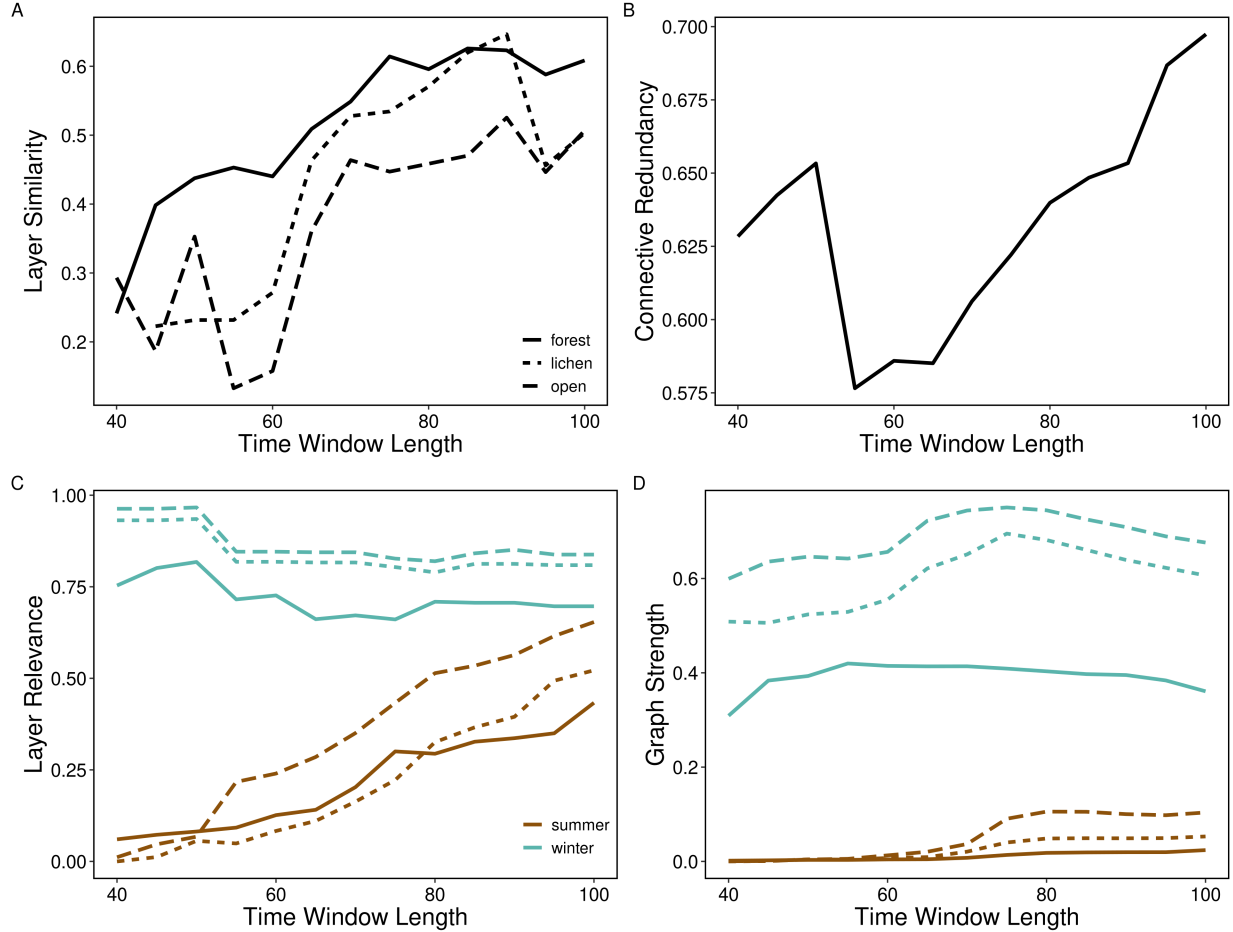 A
Layer Similarity
0.6
0.5
0.4
0.3
0.2
forest
lichen
open
40
60
80
100
Time Window Length
B
Connective Redundancy
0.700
0.675
0.650
0.625
0.600
0.575
40
60
80
100
Time Window Length
C
Layer Relevance
1.00
0.75
0.50
0.25
0.00
summer
winter
40
60
80
100
Time Window Length
D
Graph Strength
0.6
0.4
0.2
0.0
40
60
80
100
Time Window Length